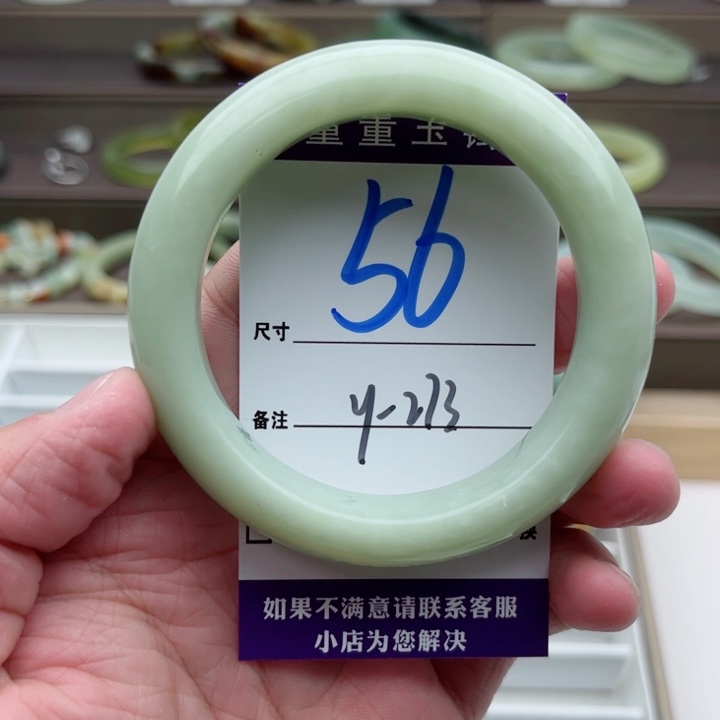 重重玉
56
尺寸
备注 y-213
如果不满意请联系客服
小店为您解决